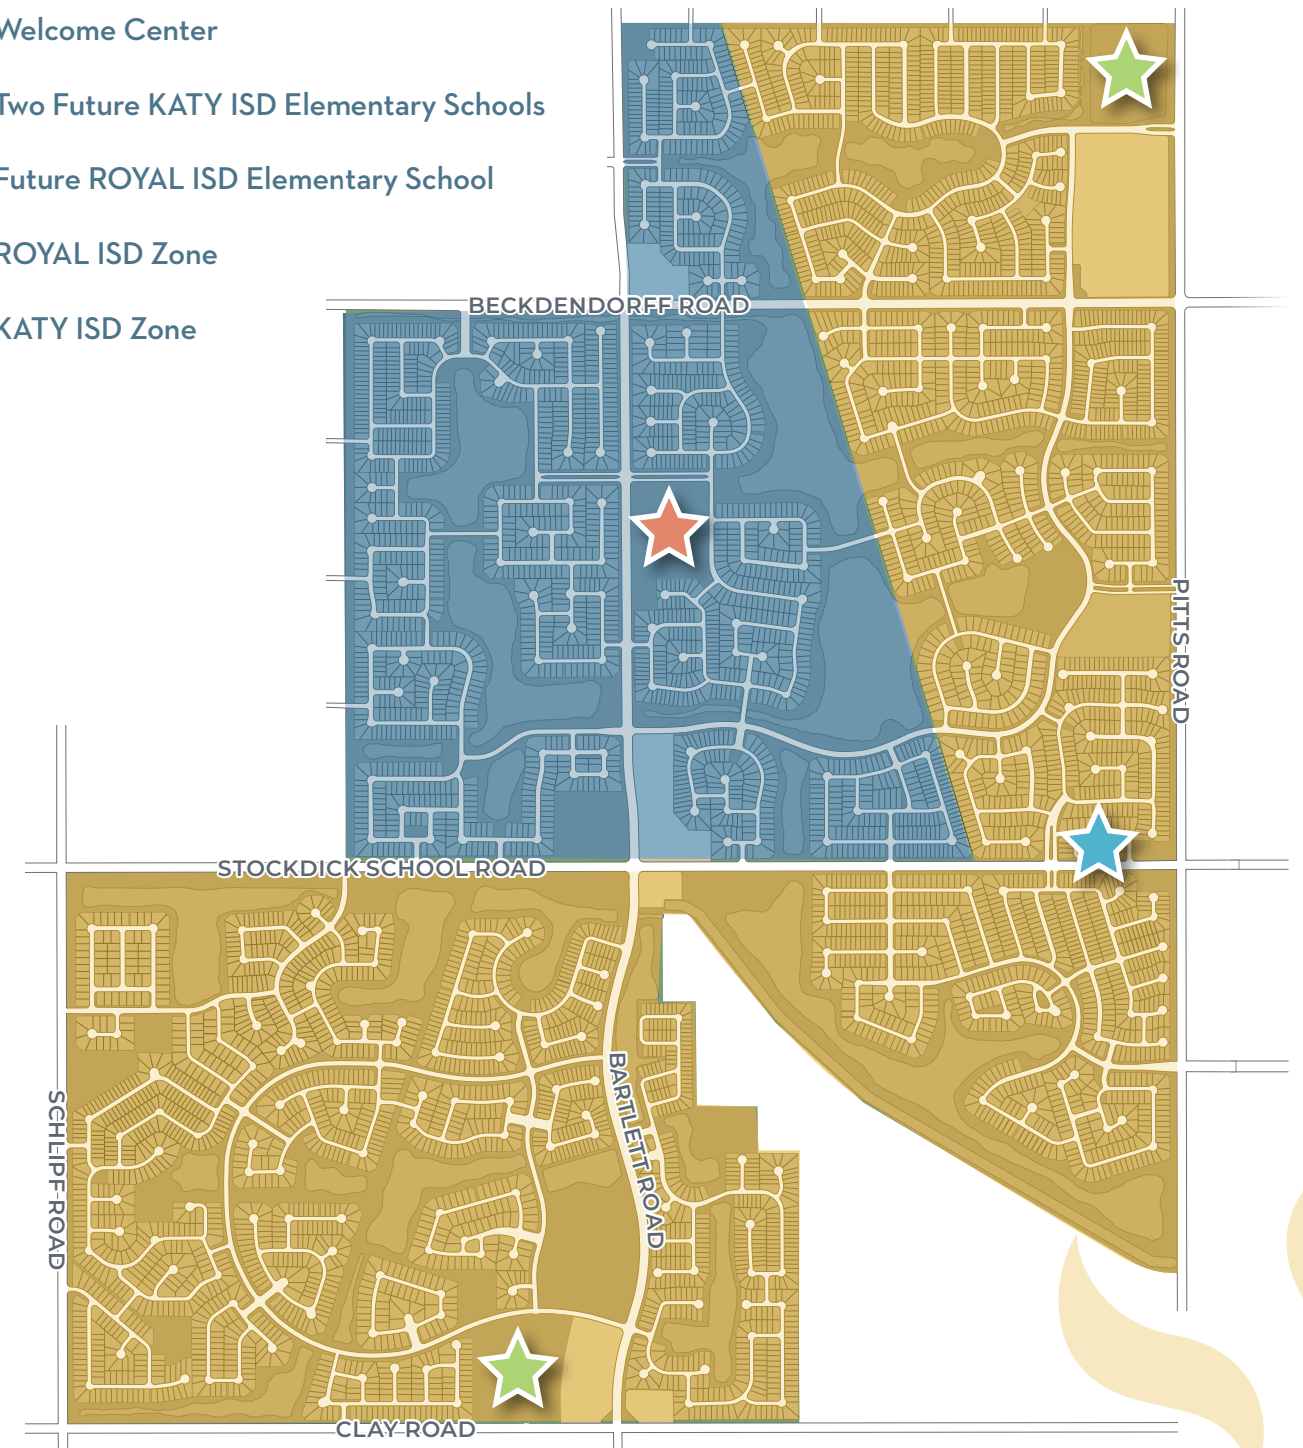 Welcome Center
Two Future KATY ISD Elementary Schools
Future ROYAL ISD Elementary School
ROYAL ISD Zone
KATY ISD Zone
BECKDENDORFF ROAD
PITTS ROAD
STOCKDICK SCHOOL ROAD
BARTLETT ROAD
SCHLIPF ROAD
CLAY ROAD